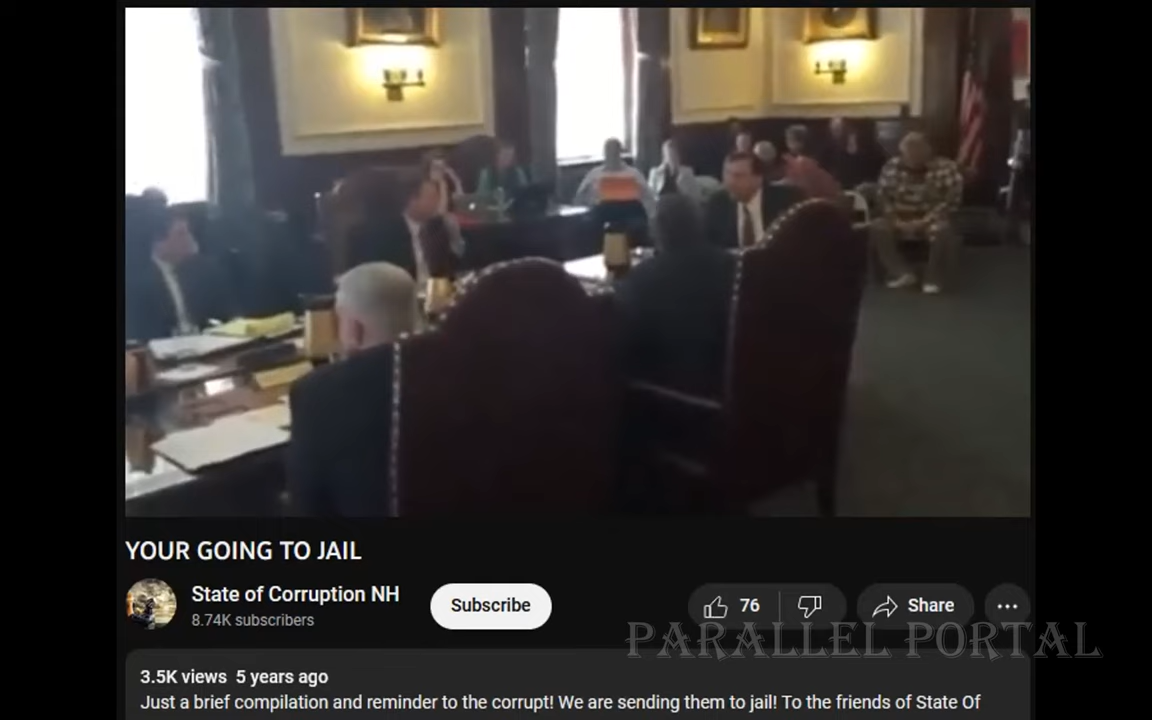 YOUR GOING TO JAIL
State of Corruption NH
8.74K subscribers
Subscribe
76
Share
PARALLEL PORTAL
3.5K views 5 years ago
Just a brief compilation and reminder to the corrupt! We are sending them to jail! To the friends of State Of